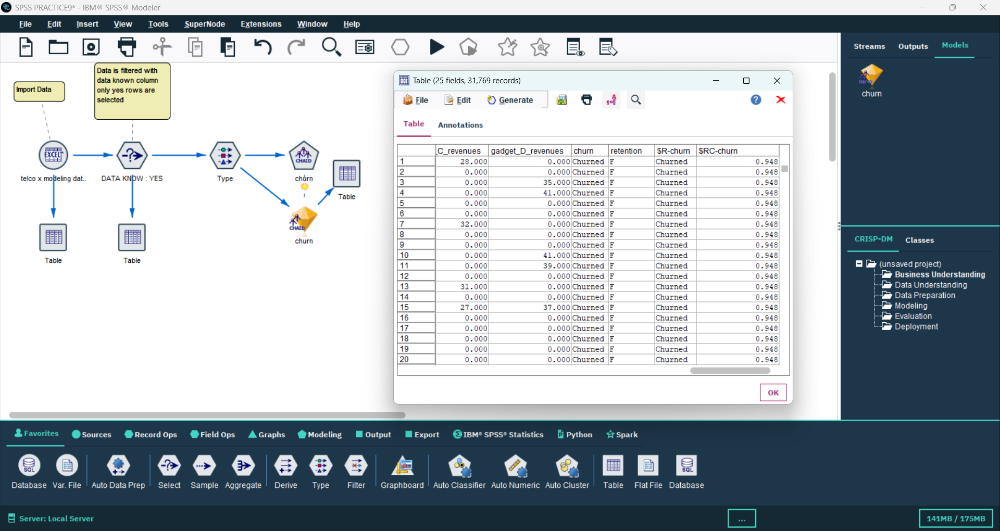 SPSS PRACTICE9* - IBM® SPSS® Modeler
File Edit Insert View Tools SuperNode Extensions Window Help
Import Data
Data is filtered with
data known column
only yes rows are
selected
EXCEL™
telco x modeling dat..
DATA KNOW : YES
Type
CHAID
churn
Table
CHAID
churn
Table
Table
Table (25 fields, 31,769 records)
File Edit Generate
Table Annotations
_C_revenues gadget_D_revenues churn retention $R-churn $RC-churn
1 28.000 0.000 Churned F Churned 0.948
2 0.000 0.000 Churned F Churned 0.948
3 0.000 35.000 Churned F Churned 0.948
4 0.000 41.000 Churned F Churned 0.948
5 0.000 0.000 Churned F Churned 0.948
6 0.000 0.000 Churned F Churned 0.948
7 32.000 0.000 Churned F Churned 0.948
8 0.000 0.000 Churned F Churned 0.948
9 0.000 0.000 Churned F Churned 0.948
10 0.000 41.000 Churned F Churned 0.948
11 0.000 39.000 Churned F Churned 0.948
12 0.000 0.000 Churned F Churned 0.948
13 31.000 0.000 Churned F Churned 0.948
14 0.000 0.000 Churned F Churned 0.948
15 27.000 37.000 Churned F Churned 0.948
16 0.000 0.000 Churned F Churned 0.948
17 0.000 0.000 Churned F Churned 0.948
18 0.000 0.000 Churned F Churned 0.948
19 0.000 0.000 Churned F Churned 0.948
20 0.000 0.000 Churned F Churned 0.948
OK
Streams Outputs Models
churn
CRISP-DM Classes
(unsaved project)
Business Understanding
Data Understanding
Data Preparation
Modeling
Evaluation
Deployment
Favorites Sources Record Ops Field Ops Graphs Modeling Output Export IBM® SPSS® Statistics Python Spark
SQL SQL
Database Var. File Auto Data Prep Select Sample Aggregate Derive Type Filter Graphboard Auto Classifier Auto Numeric Auto Cluster Table Flat File Database
Server: Local Server ... 141MB / 175MB